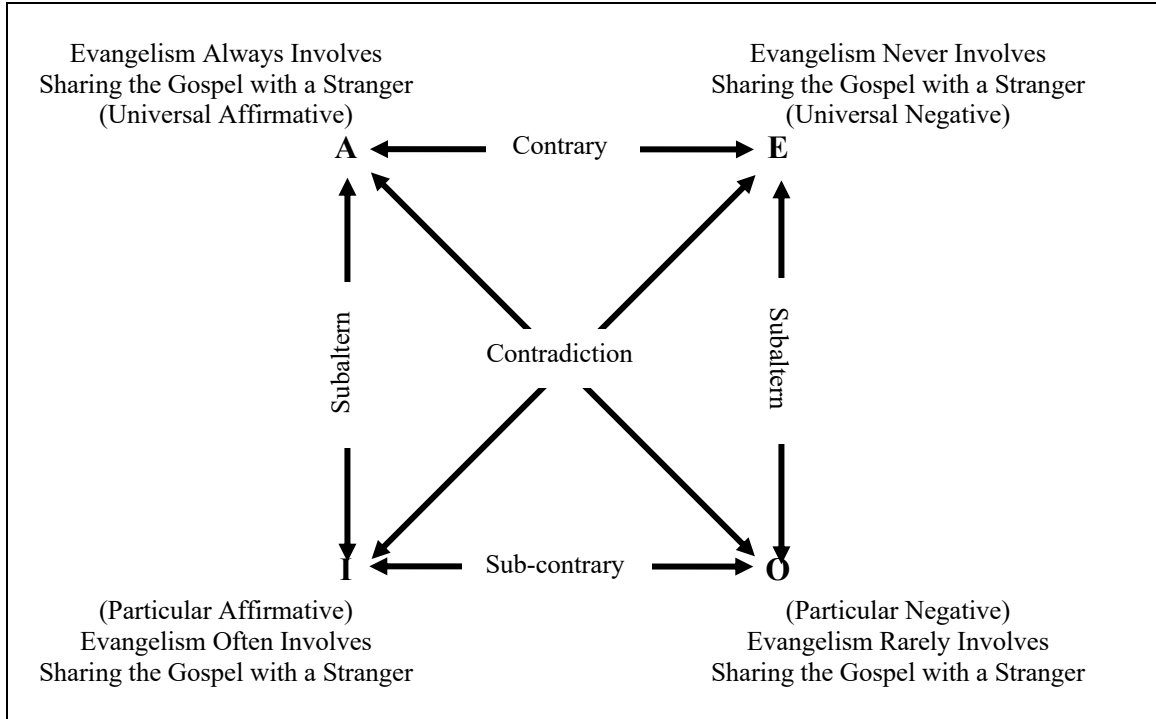 Evangelism Always Involves
Sharing the Gospel with a Stranger
(Universal Affirmative)
A
Evangelism Never Involves
Sharing the Gospel with a Stranger
(Universal Negative)
E
Contrary
Subaltern
Contradiction
Subaltern
Sub-contrary
I
(Particular Affirmative)
Evangelism Often Involves
Sharing the Gospel with a Stranger
O
(Particular Negative)
Evangelism Rarely Involves
Sharing the Gospel with a Stranger